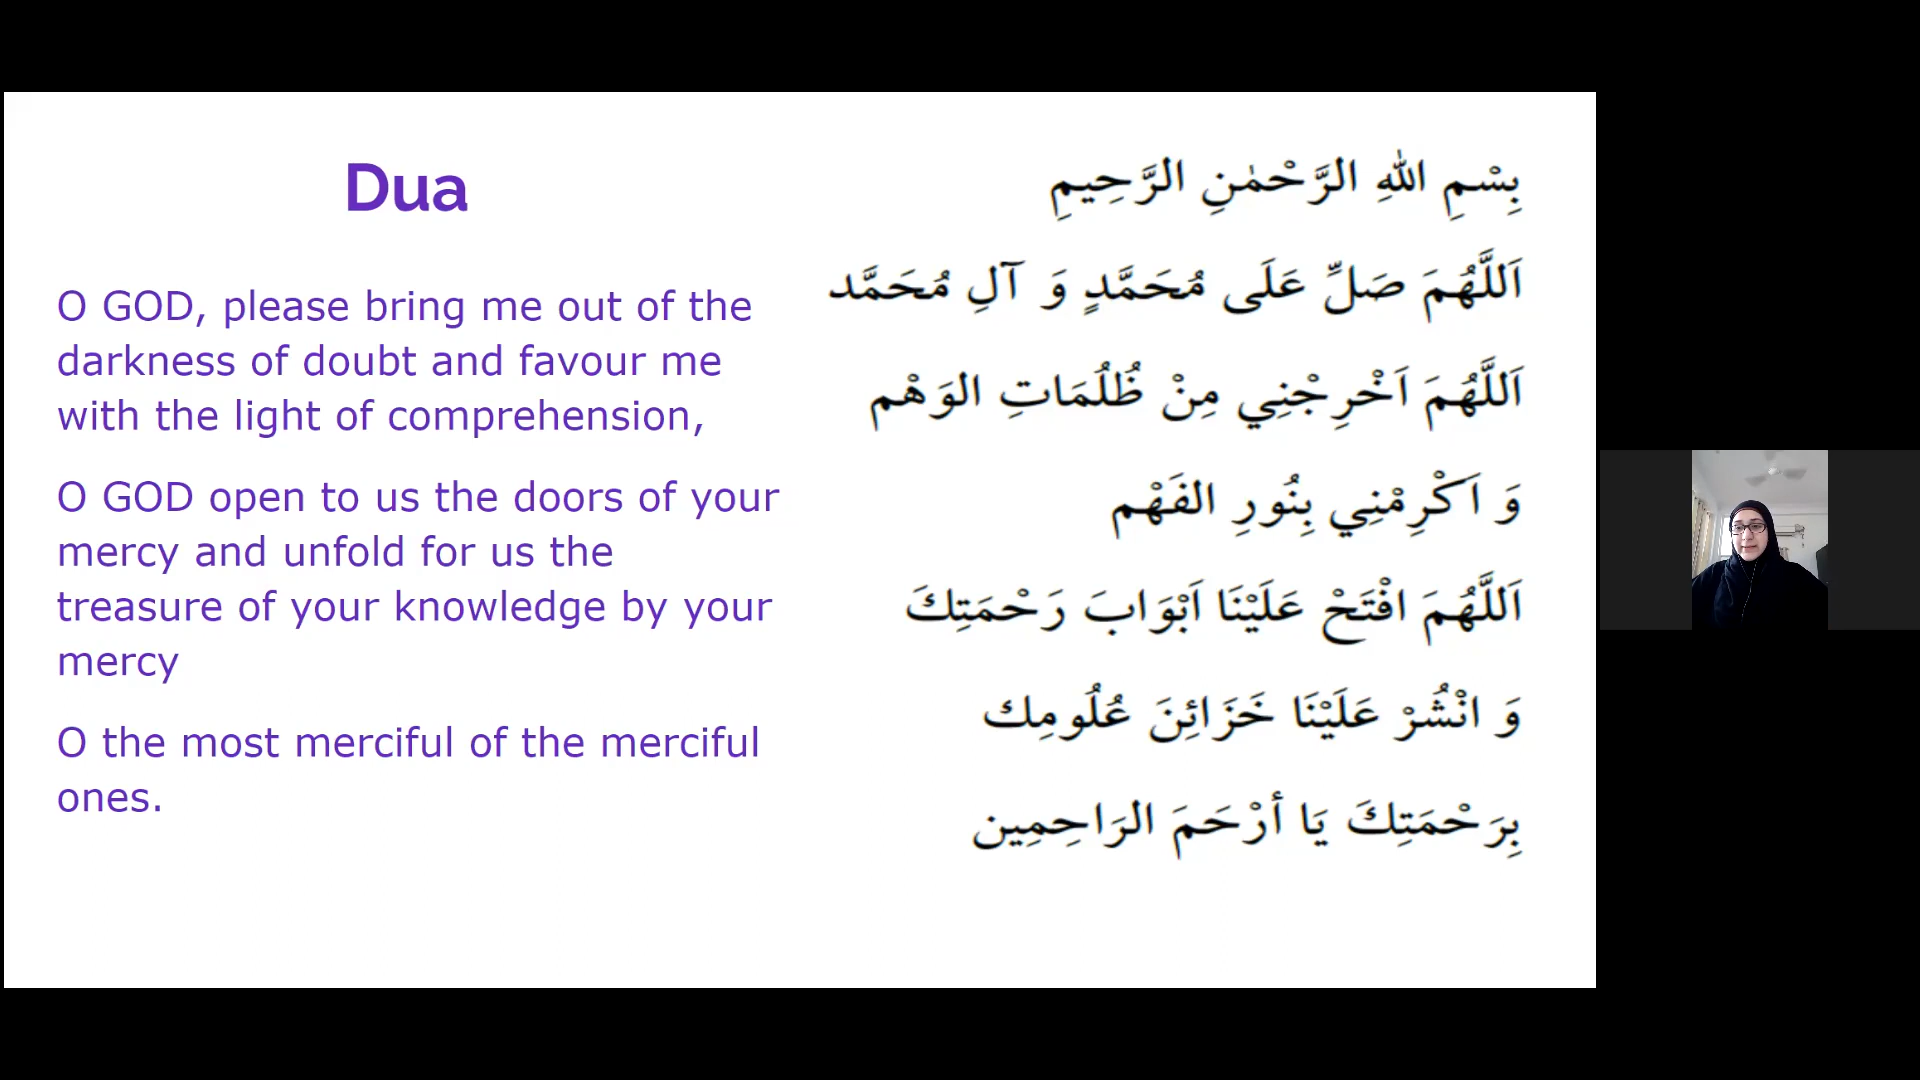 Dua
O GOD, please bring me out of the
darkness of doubt and favour me
with the light of comprehension,
O GOD open to us the doors of your
mercy and unfold for us the
treasure of your knowledge by your
mercy
O the most merciful of the merciful
ones.
بِسْمِ اللهِ الرَّحْمٰنِ الرَّحِيمِ
اَللَّهُمَ صَلِّ عَلَى مُحَمَّدٍ وَ آلِ مُحَمَّد
اَللَّهُمَ اَخْرِجْنِي مِنْ ظُلُمَاتِ الوَهْم
وَ اَكْرِمْنِي بِنُورِ الفَهْم
اَللَّهُمَ افْتَحْ عَلَيْنَا اَبْوَابَ رَحْمَتِكَ
وَ انْشُرْ عَلَيْنَا خَزَائِنَ عُلُومِك
بِرَحْمَتِكَ يَا أرْحَمَ الرَاحِمِين